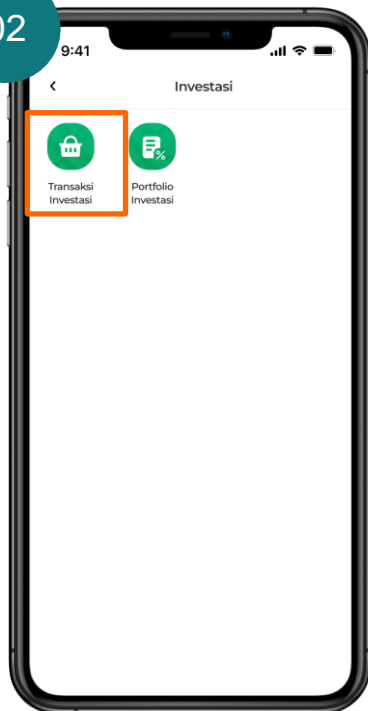 02
9:41
Investasi
%
Transaksi
Investasi
Portfolio
Investasi